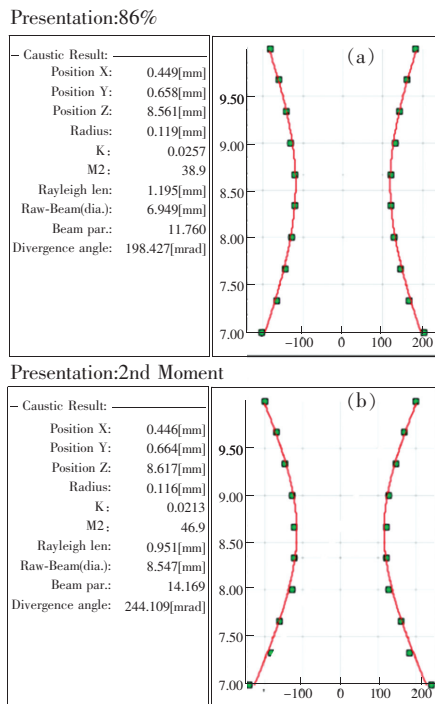 Presentation:86%
Caustic Result:
Position X: 0.449[mm]
Position Y: 0.658[mm]
Position Z: 8.561[mm]
Radius: 0.119[mm]
K: 0.0257
M2: 38.9
Rayleigh len: 1.195[mm]
Raw-Beam(dia.): 6.949[mm]
Beam par.: 11.760
Divergence angle: 198.427[mrad]
(a)
9.50
9.00
8.50
8.00
7.50
7.00
-100 0 100 200
Presentation:2nd Moment
Caustic Result:
Position X: 0.446[mm]
Position Y: 0.664[mm]
Position Z: 8.617[mm]
Radius: 0.116[mm]
K: 0.0213
M2: 46.9
Rayleigh len: 0.951[mm]
Raw-Beam(dia.): 8.547[mm]
Beam par.: 14.169
Divergence angle: 244.109[mrad]
(b)
9.50
9.00
8.50
8.00
7.50
7.00
-100 0 100 200